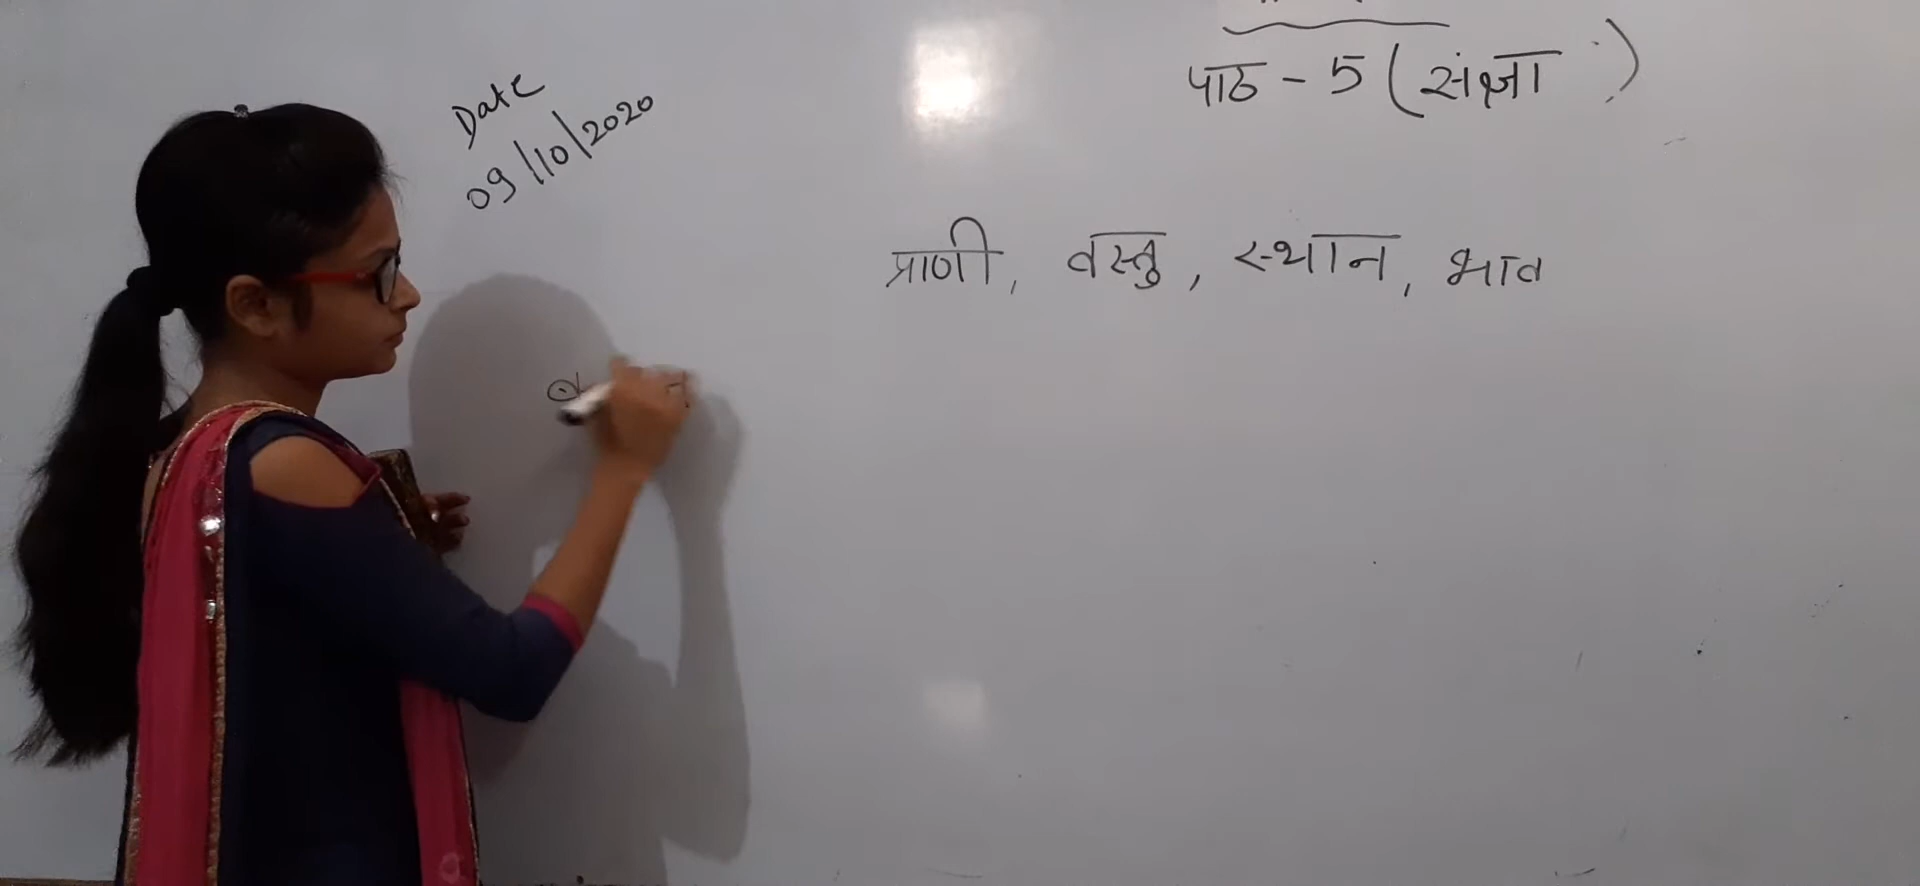 पाठ - 5 (संज्ञा)
Date
09/10/2020
प्राणी, वस्तु, स्थान, भाव